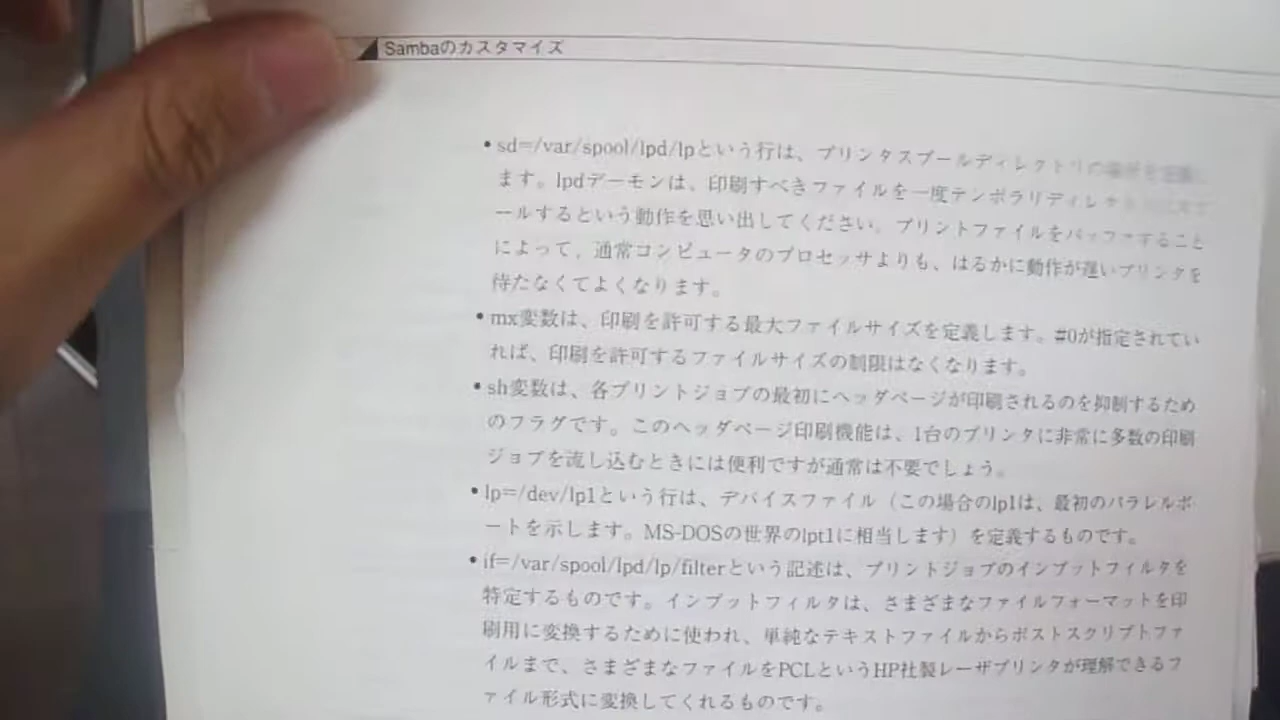 Sambaのカスタマイズ
• sd=/var/spool/lpd/lpという行は、プリンタスプールディレクトリの場所を定義し
ます。lpdデーモンは、印刷すべきファイルを一度テンポラリディレクトリに
ールするという動作を思い出してください。プリントファイルをバッファすること
によって、通常コンピュータのプロセッサよりも、はるかに動作が遅いプリンタを
待たなくてよくなります。
• mx変数は、印刷を許可する最大ファイルサイズを定義します。#0が指定されてい
れば、印刷を許可するファイルサイズの制限はなくなります。
• sh変数は、各プリントジョブの最初にヘッダページが印刷されるのを抑制するため
のフラグです。このヘッダページ印刷機能は、1台のプリンタに非常に多数の印刷
ジョブを流し込むときには便利ですが通常は不要でしょう。
• lp=/dev/lp1という行は、デバイスファイル（この場合のlp1は、最初のパラレルポ
ートを示します。MS-DOSの世界のlpt1に相当します）を定義するものです。
• if=/var/spool/lpd/lp/filterという記述は、プリントジョブのインプットフィルタを
特定するものです。インプットフィルタは、さまざまなファイルフォーマットを印
刷用に変換するために使われ、単純なテキストファイルからポストスクリプトファ
イルまで、さまざまなファイルをPCLというHP社製レーザプリンタが理解できるフ
ァイル形式に変換してくれるものです。